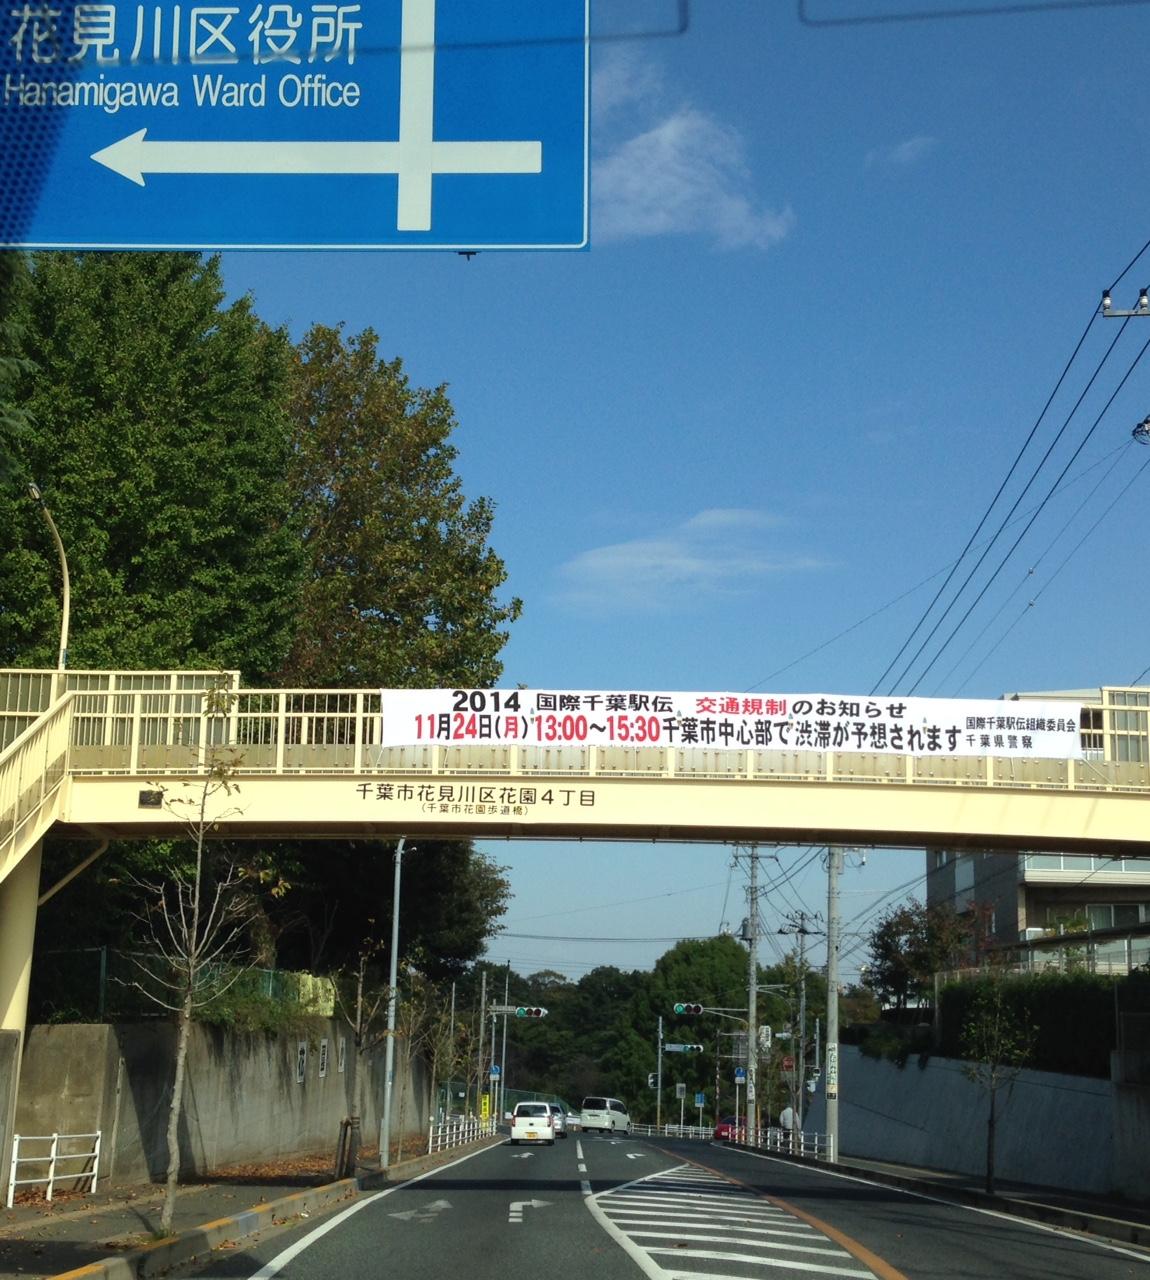 花見川区役所
Hanamigawa Ward Office
2014 国際千葉駅伝 交通規制のお知らせ
11月24日(月)13:00〜15:30千葉市中心部で渋滞が予想されます
国際千葉駅伝組織委員会
千葉県警察
千葉市花見川区花園4丁目
(千葉市花園歩道橋)